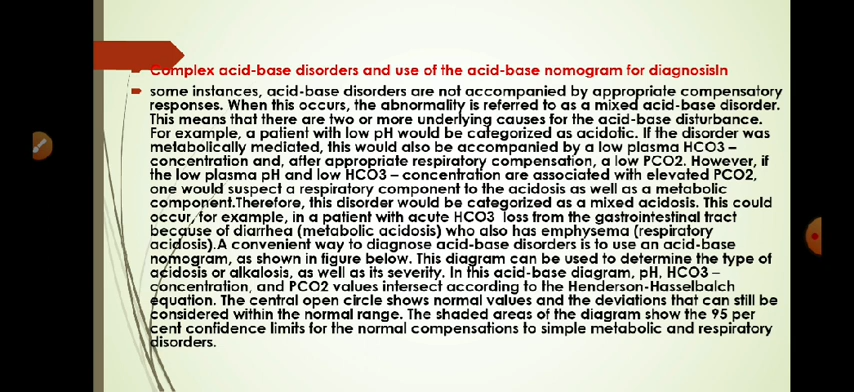 Complex acid-base disorders and use of the acid-base nomogram for diagnosisIn
some instances, acid-base disorders are not accompanied by appropriate compensatory
responses. When this occurs, the abnormality is referred to as a mixed acid-base disorder.
This means that there are two or more underlying causes for the acid-base disturbance.
For example, a patient with low pH would be categorized as acidotic. If the disorder was
metabolically mediated, this would also be accompanied by a low plasma HCO3 –
concentration and, after appropriate respiratory compensation, a low PCO2. However, if
the low plasma pH and low HCO3 – concentration are associated with elevated PCO2,
one would suspect a respiratory component to the acidosis as well as a metabolic
component.Therefore, this disorder would be categorized as a mixed acidosis. This could
occur, for example, in a patient with acute HCO3 loss from the gastrointestinal tract
because of diarrhea (metabolic acidosis) who also has emphysema (respiratory
acidosis).A convenient way to diagnose acid-base disorders is to use an acid-base
nomogram, as shown in figure below. This diagram can be used to determine the type of
acidosis or alkalosis, as well as its severity. In this acid-base diagram, pH, HCO3 –
concentration, and PCO2 values intersect according to the Henderson-Hasselbalch
equation. The central open circle shows normal values and the deviations that can still be
considered within the normal range. The shaded areas of the diagram show the 95 per
cent confidence limits for the normal compensations to simple metabolic and respiratory
disorders.